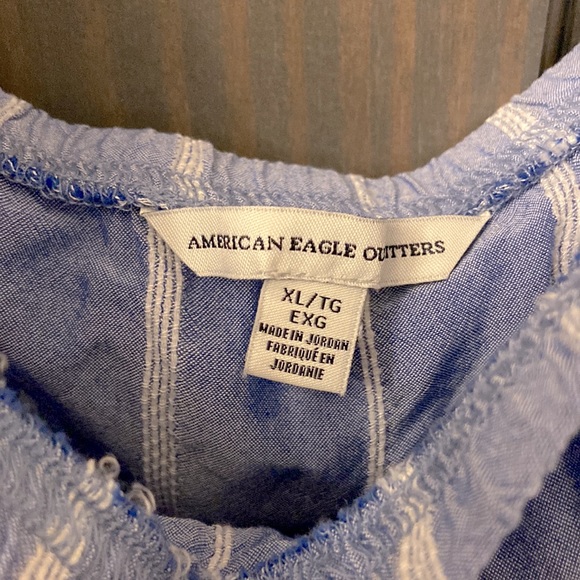 AMERICAN EAGLE OUTFITTERS
XL/TG
EXG
MADE IN JORDAN
FABRIQUÉ EN
JORDANIE